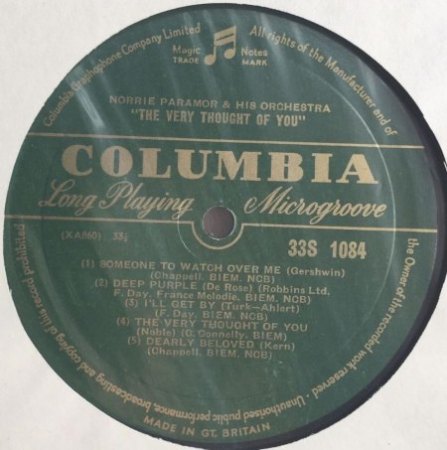 Columbia Graphophone Company Limited
Magic Notes
TRADE MARK
All rights of the Manufacturer and of
NORRIE PARAMOR & HIS ORCHESTRA
"THE VERY THOUGHT OF YOU"
COLUMBIA
Long Playing Microgroove
(XA860) 33⅓
33S 1084
(1) SOMEONE TO WATCH OVER ME (Gershwin)
(Chappell. BIEM. NCB)
(2) DEEP PURPLE (De Rose) (Robbins Ltd.
F. Day. France Melodie. BIEM. NCB)
(3) I'LL GET BY (Turk-Ahlert)
(F. Day. BIEM. NCB)
(4) THE VERY THOUGHT OF YOU
(Noble) (C. Connelly. BIEM)
(5) DEARLY BELOVED (Kern)
(Chappell. BIEM. NCB)
the Owner of the recorded work reserved - Unauthorised public performance, broadcasting and copying of this record prohibited
MADE IN GT. BRITAIN